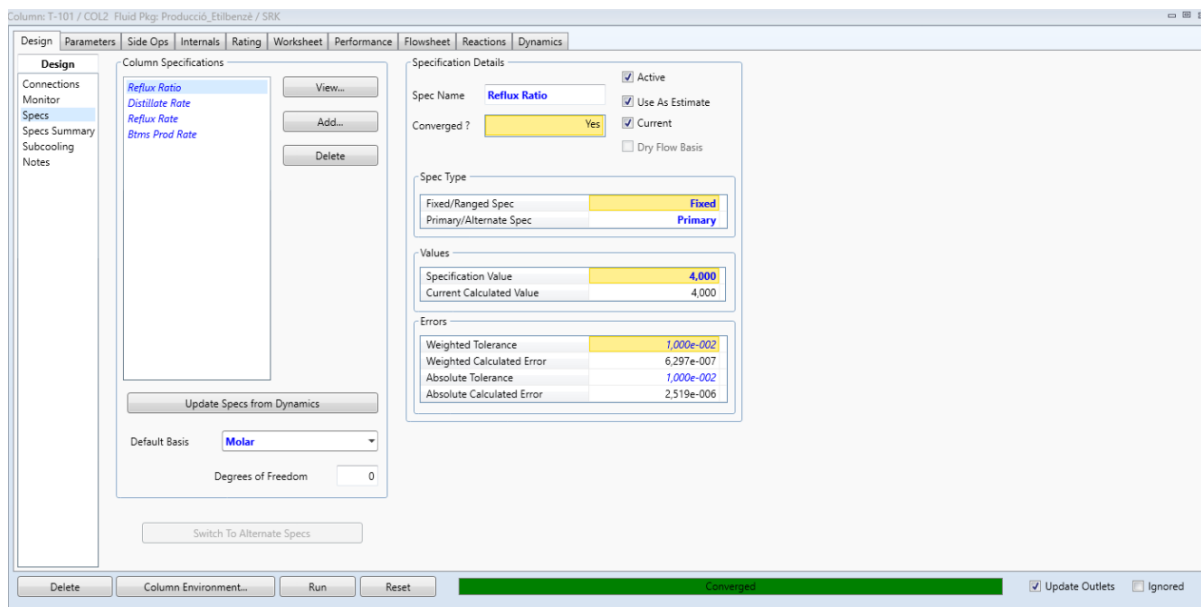 Column: T-101 / COL2 Fluid Pkg: Producció_Etilbenzè / SRK
Design Parameters Side Ops Internals Rating Worksheet Performance Flowsheet Reactions Dynamics
Design
Connections
Monitor
Specs
Specs Summary
Subcooling
Notes
Column Specifications
Reflux Ratio
Distillate Rate
Reflux Rate
Btms Prod Rate
View...
Add...
Delete
Update Specs from Dynamics
Default Basis Molar
Degrees of Freedom 0
Switch To Alternate Specs
Specification Details
Spec Name Reflux Ratio
Converged ? Yes
Active
Use As Estimate
Current
Dry Flow Basis
Spec Type
Fixed/Ranged Spec Fixed
Primary/Alternate Spec Primary
Values
Specification Value 4,000
Current Calculated Value 4,000
Errors
Weighted Tolerance 1,000e-002
Weighted Calculated Error 6,297e-007
Absolute Tolerance 1,000e-002
Absolute Calculated Error 2,519e-006
Delete Column Environment... Run Reset Converged Update Outlets Ignored